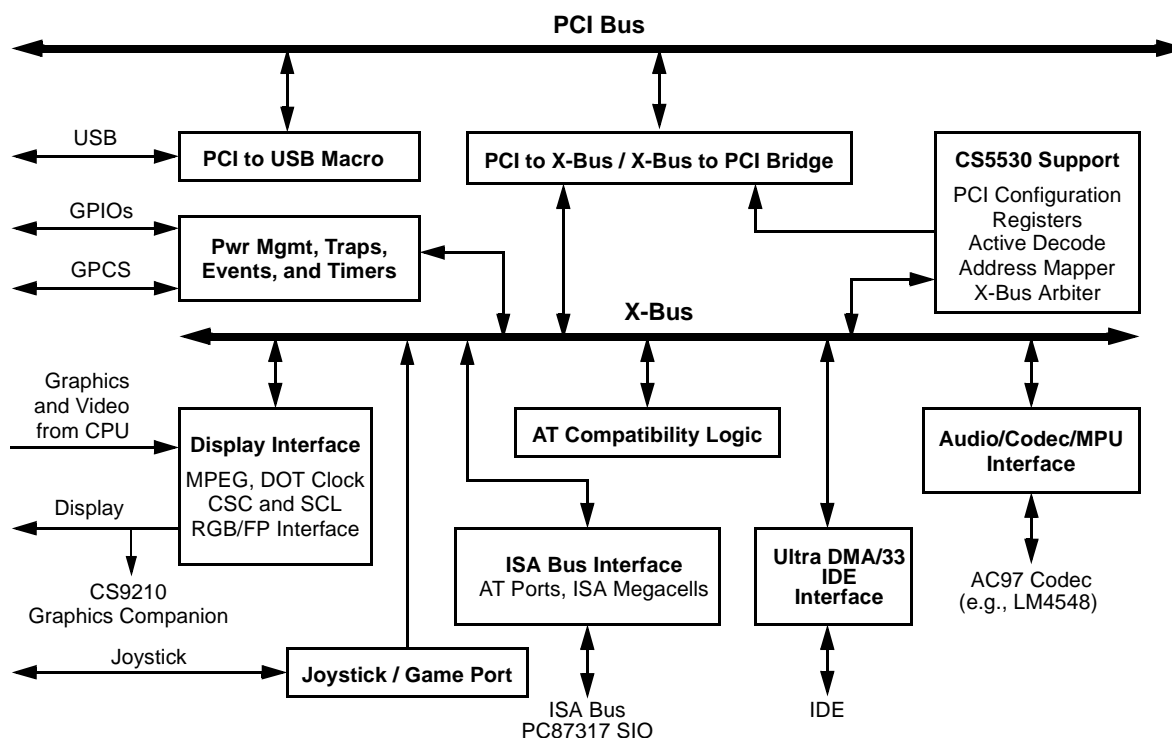 PCI Bus
USB
PCI to USB Macro
PCI to X-Bus / X-Bus to PCI Bridge
CS5530 Support
PCI Configuration
Registers
Active Decode
Address Mapper
X-Bus Arbiter
GPIOs
GPCS
Pwr Mgmt, Traps,
Events, and Timers
X-Bus
Graphics
and Video
from CPU
Display Interface
MPEG, DOT Clock
CSC and SCL
RGB/FP Interface
AT Compatibility Logic
Audio/Codec/MPU
Interface
Display
CS9210
Graphics Companion
ISA Bus Interface
AT Ports, ISA Megacells
Ultra DMA/33
IDE
Interface
AC97 Codec
(e.g., LM4548)
Joystick
Joystick / Game Port
ISA Bus
PC87317 SIO
IDE